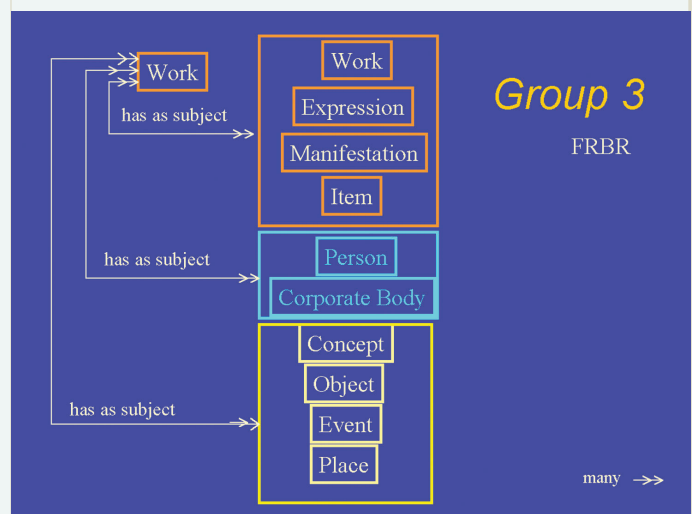 Group 3
FRBR
Work
has as subject
Work
Expression
Manifestation
Item
has as subject
Person
Corporate Body
has as subject
Concept
Object
Event
Place
many